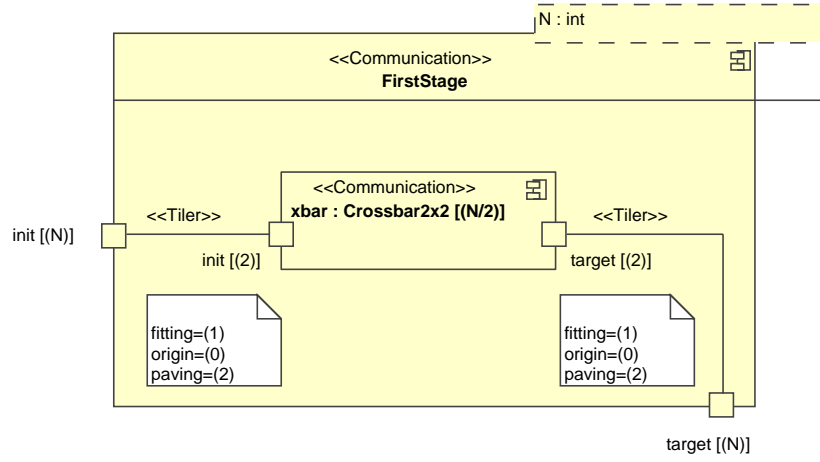 N : int
<<Communication>>
FirstStage
<<Communication>>
xbar : Crossbar2x2 [(N/2)]
<<Tiler>>
<<Tiler>>
init [(N)]
init [(2)]
target [(2)]
fitting=(1)
origin=(0)
paving=(2)
fitting=(1)
origin=(0)
paving=(2)
target [(N)]